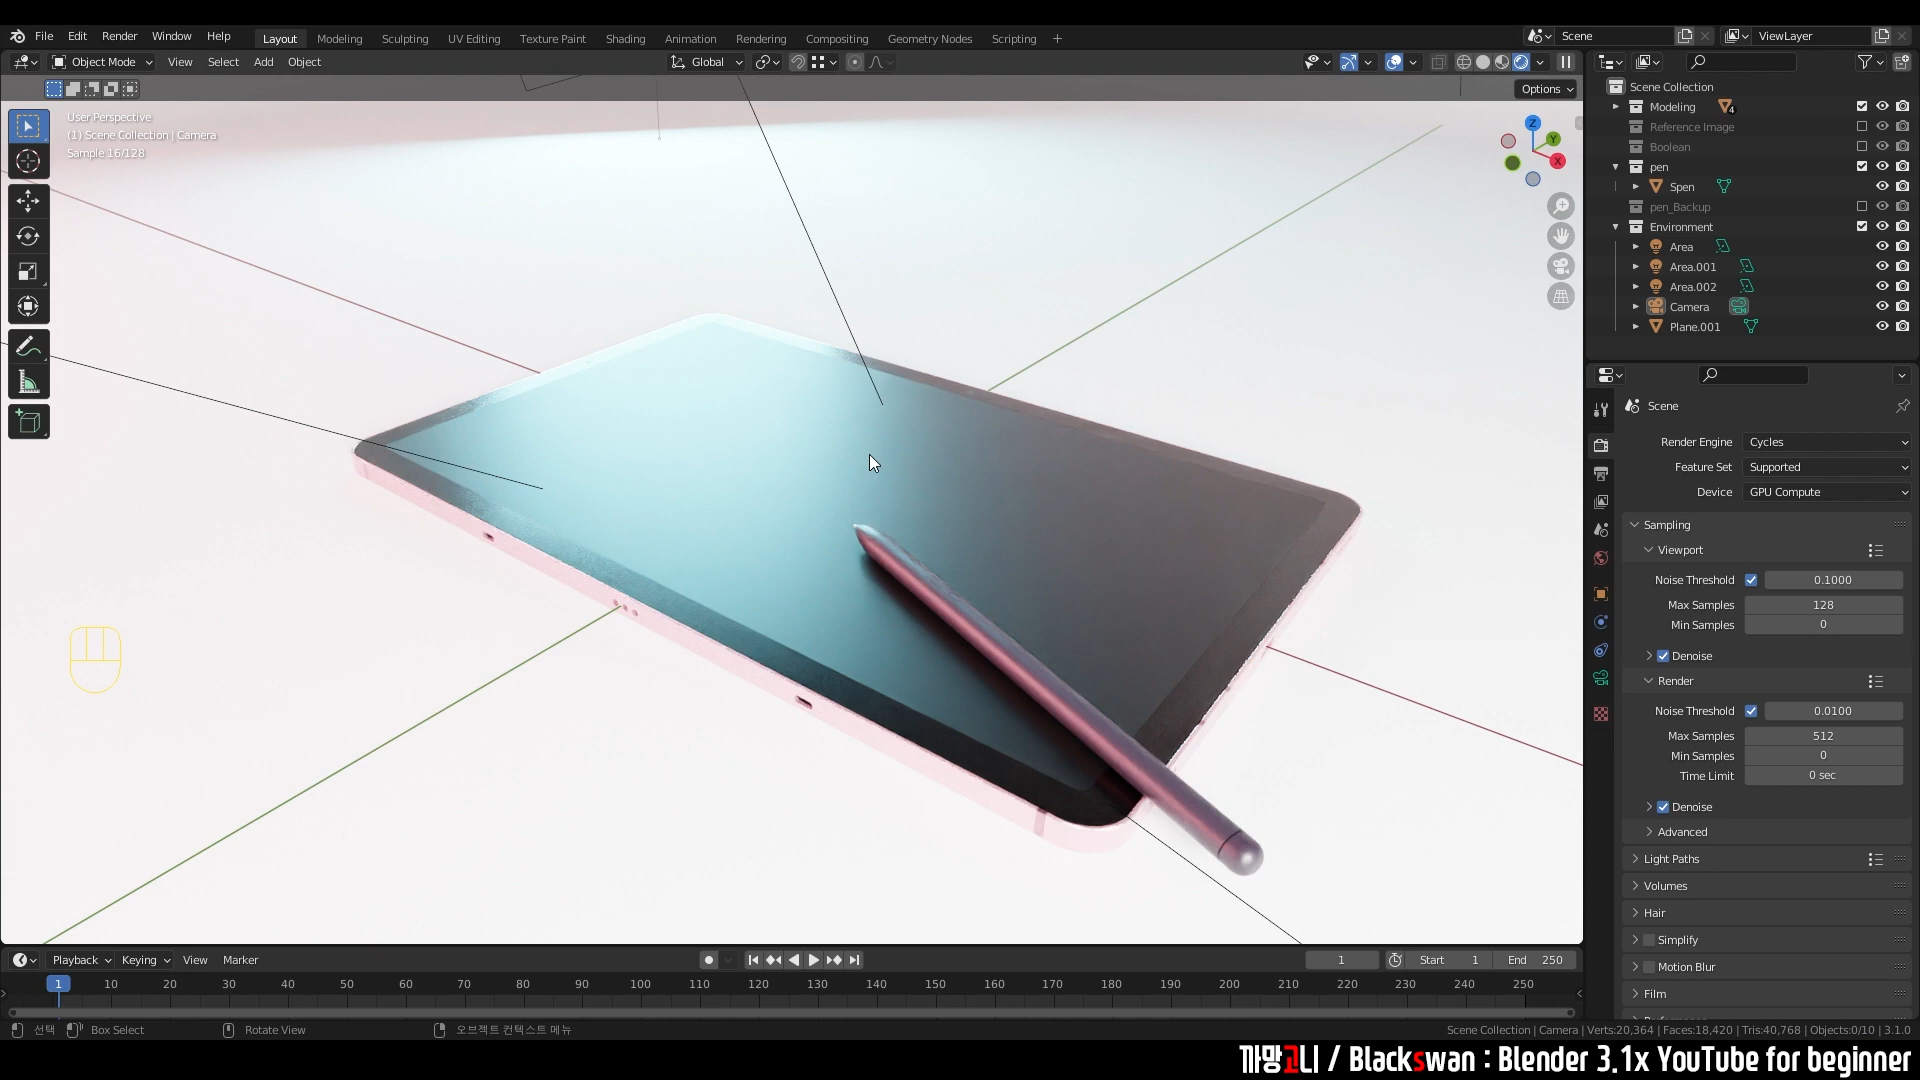 File Edit Render Window Help Layout Modeling Sculpting UV Editing Texture Paint Shading Animation Rendering Compositing Geometry Nodes Scripting + Scene ViewLayer
Object Mode View Select Add Object Global
Options
User Perspective
(1) Scene Collection | Camera
Sample 16/128
Z
Y
X
Scene Collection
Modeling 4
Reference Image
Boolean
pen
Spen
pen_Backup
Environment
Area
Area.001
Area.002
Camera
Plane.001
Scene
Render Engine Cycles
Feature Set Supported
Device GPU Compute
Sampling
Viewport
Noise Threshold 0.1000
Max Samples 128
Min Samples 0
Denoise
Render
Noise Threshold 0.0100
Max Samples 512
Min Samples 0
Time Limit 0 sec
Denoise
Advanced
Light Paths
Volumes
Hair
Simplify
Motion Blur
Film
Playback Keying View Marker 1 Start 1 End 250
1 10 20 30 40 50 60 70 80 90 100 110 120 130 140 150 160 170 180 190 200 210 220 230 240 250
선택 Box Select Rotate View 오브젝트 컨텍스트 메뉴 Scene Collection | Camera | Verts:20,364 | Faces:18,420 | Tris:40,768 | Objects:0/10 | 3.1.0
까망고니 / Blackswan : Blender 3.1x YouTube for beginner